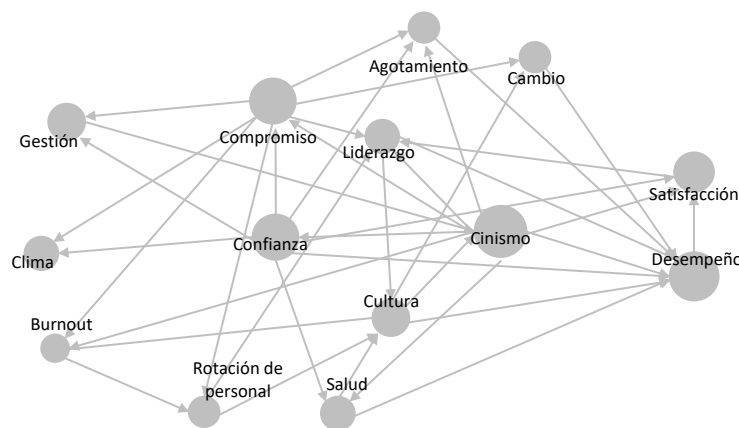 Agotamiento
Cambio
Gestión
Compromiso
Liderazgo
Satisfacción
Clima
Confianza
Cinismo
Desempeño
Cultura
Burnout
Rotación de
personal
Salud